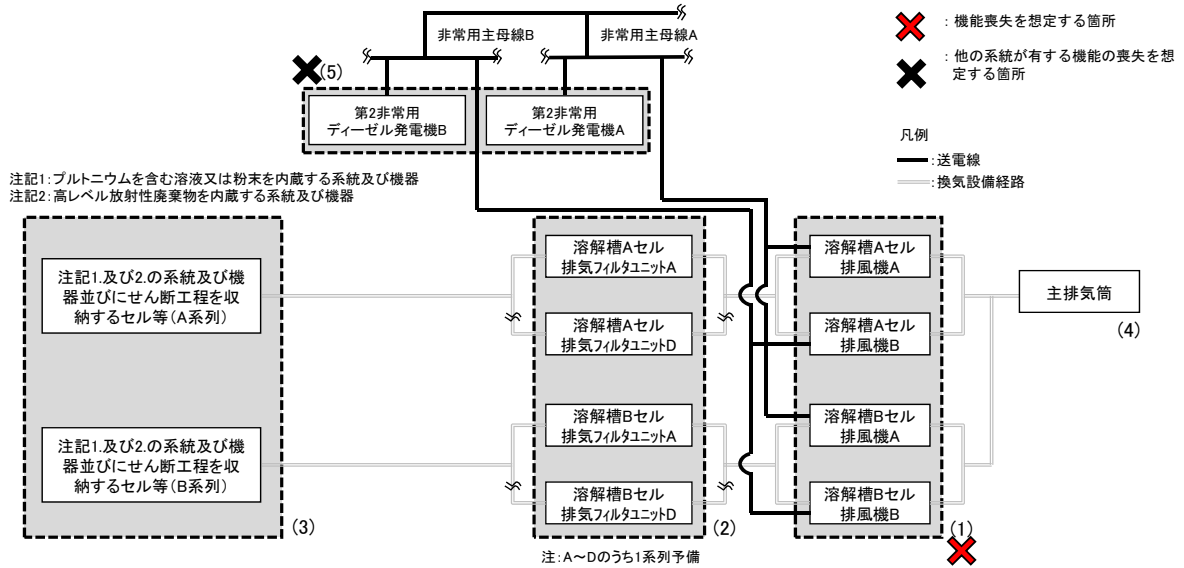 非常用主母線B
非常用主母線A
：機能喪失を想定する箇所
：他の系統が有する機能の喪失を想
定する箇所
(5)
第2非常用
ディーゼル発電機B
第2非常用
ディーゼル発電機A
凡例
：送電線
：換気設備経路
注記1：プルトニウムを含む溶液又は粉末を内蔵する系統及び機器
注記2：高レベル放射性廃棄物を内蔵する系統及び機器
注記1．及び2．の系統及び機
器並びにせん断工程を収
納するセル等（A系列）
溶解槽Aセル
排気フィルタユニットA
溶解槽Aセル
排風機A
主排気筒
(4)
溶解槽Aセル
排気フィルタユニットD
溶解槽Aセル
排風機B
注記1．及び2．の系統及び機
器並びにせん断工程を収
納するセル等（B系列）
溶解槽Bセル
排気フィルタユニットA
溶解槽Bセル
排風機A
溶解槽Bセル
排気フィルタユニットD
溶解槽Bセル
排風機B
(3)
(2)
(1)
注：A～Dのうち1系列予備